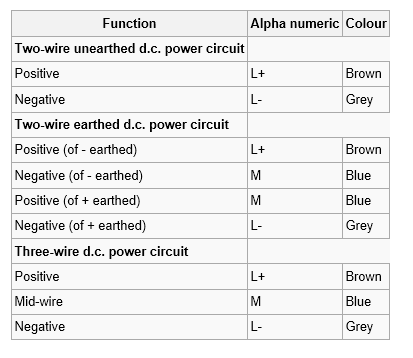 Function Alpha numeric Colour
Two-wire unearthed d.c. power circuit
Positive L+ Brown
Negative L- Grey
Two-wire earthed d.c. power circuit
Positive (of - earthed) L+ Brown
Negative (of - earthed) M Blue
Positive (of + earthed) M Blue
Negative (of + earthed) L- Grey
Three-wire d.c. power circuit
Positive L+ Brown
Mid-wire M Blue
Negative L- Grey